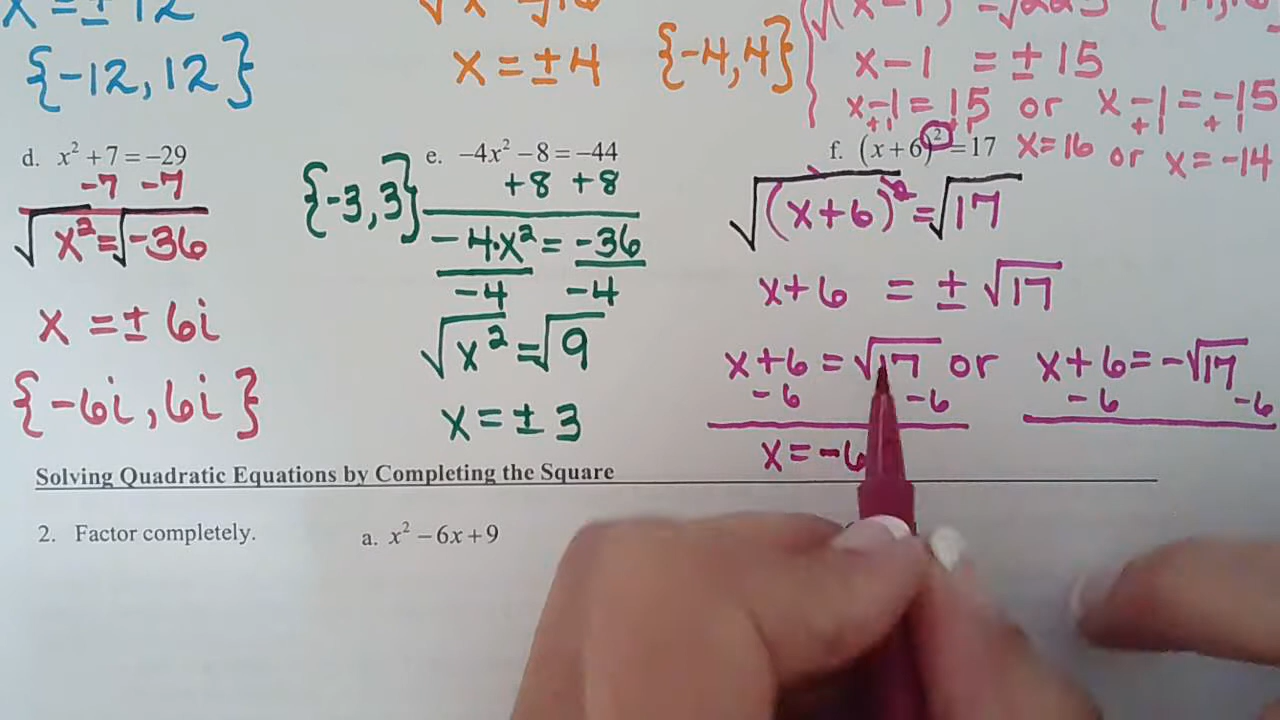 x = ± 12
{-12, 12}
x = ± 4
{-4, 4}
x - 1 = ± 15
x - 1 = 15 or x - 1 = -15
+1 +1 +1 +1
x = 16 or x = -14
d. x² + 7 = -29
-7 -7
√x² = √-36
x = ± 6i
{-6i, 6i}
e. -4x² - 8 = -44
+8 +8
{-3, 3}
-4·x² = -36
-4 -4
√x² = √9
x = ± 3
f. (x+6)² = 17
√(x+6)² = √17
x+6 = ± √17
x+6 = √17 or x+6 = -√17
-6 -6 -6 -6
x = -6
Solving Quadratic Equations by Completing the Square
2. Factor completely. a. x² - 6x + 9